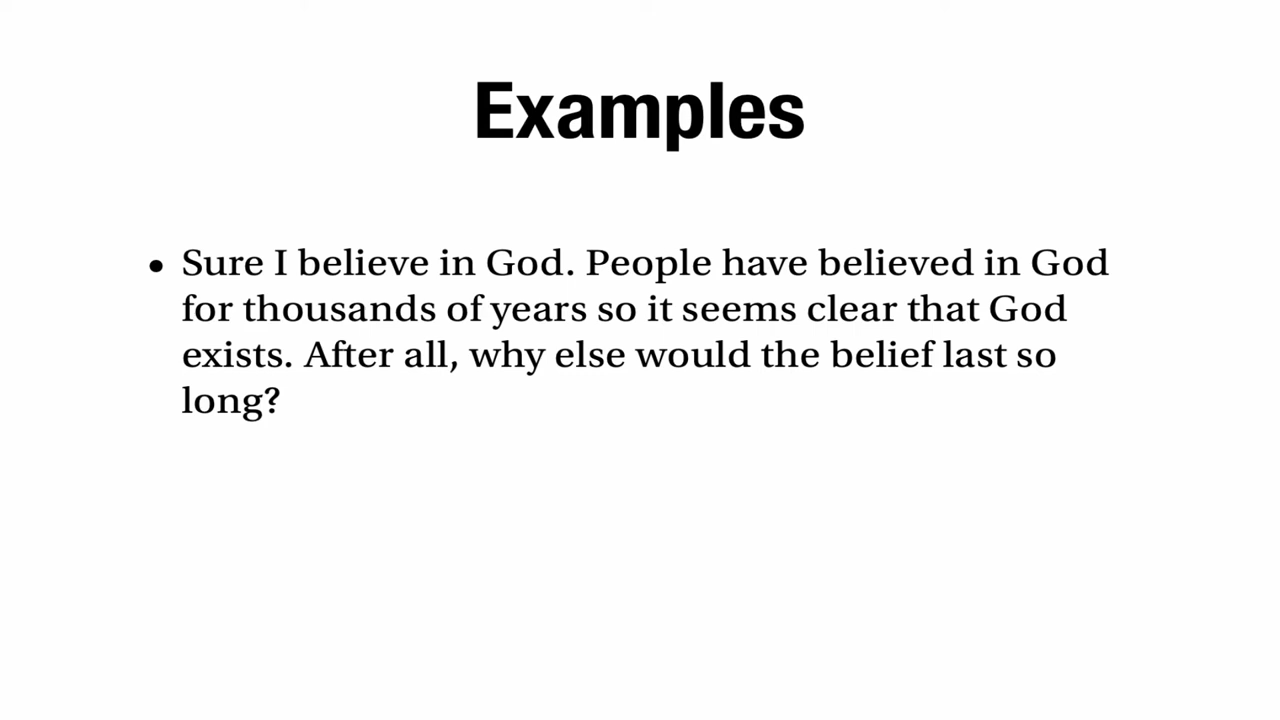 Examples
• Sure I believe in God. People have believed in God
for thousands of years so it seems clear that God
exists. After all, why else would the belief last so
long?